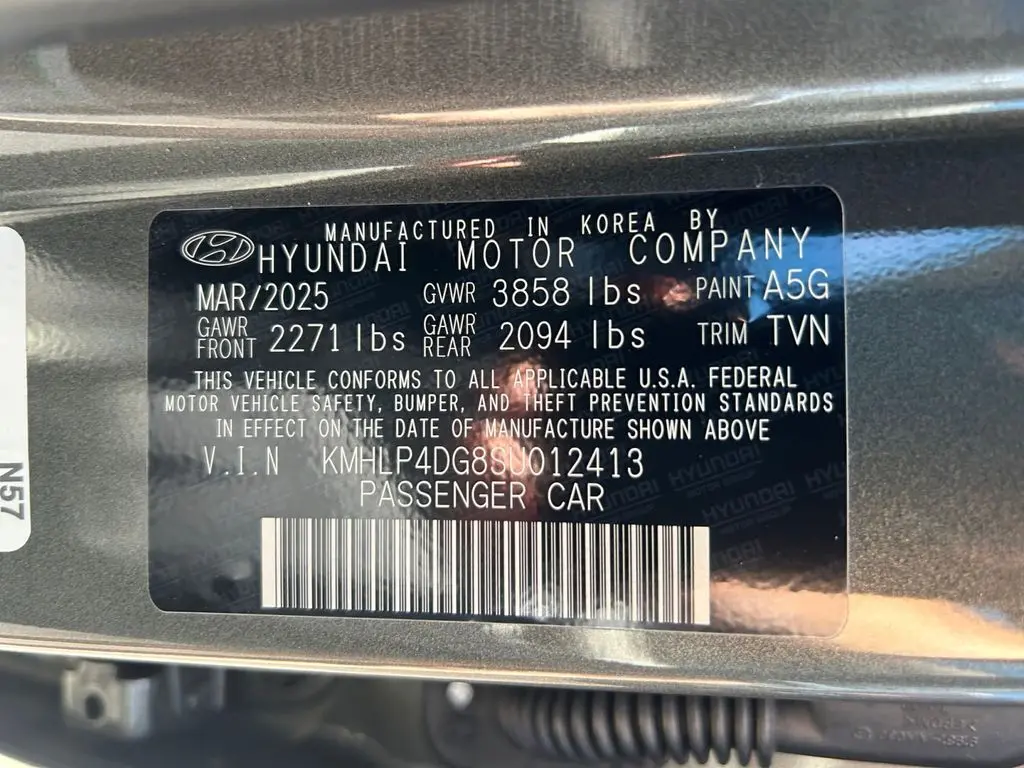 MANUFACTURED IN KOREA BY
HYUNDAI MOTOR COMPANY
MAR/2025 GVWR 3858 lbs PAINT A5G
GAWR FRONT 2271 lbs GAWR REAR 2094 lbs TRIM TVN
THIS VEHICLE CONFORMS TO ALL APPLICABLE U.S.A. FEDERAL
MOTOR VEHICLE SAFETY, BUMPER, AND THEFT PREVENTION STANDARDS
IN EFFECT ON THE DATE OF MANUFACTURE SHOWN ABOVE
V.I.N KMHLP4DG8SU012413
PASSENGER CAR
N57